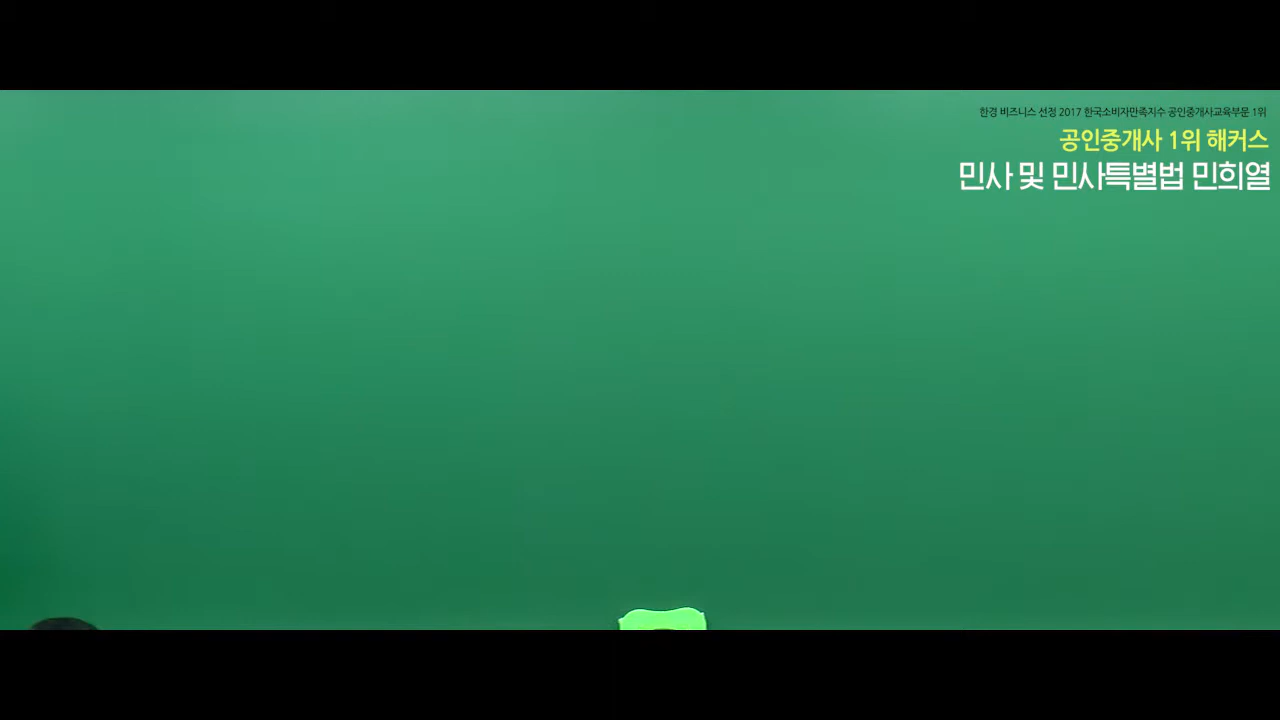 한경 비즈니스 선정 2017 한국소비자만족지수 공인중개사교육부문 1위
공인중개사 1위 해커스
민사 및 민사특별법 민희열